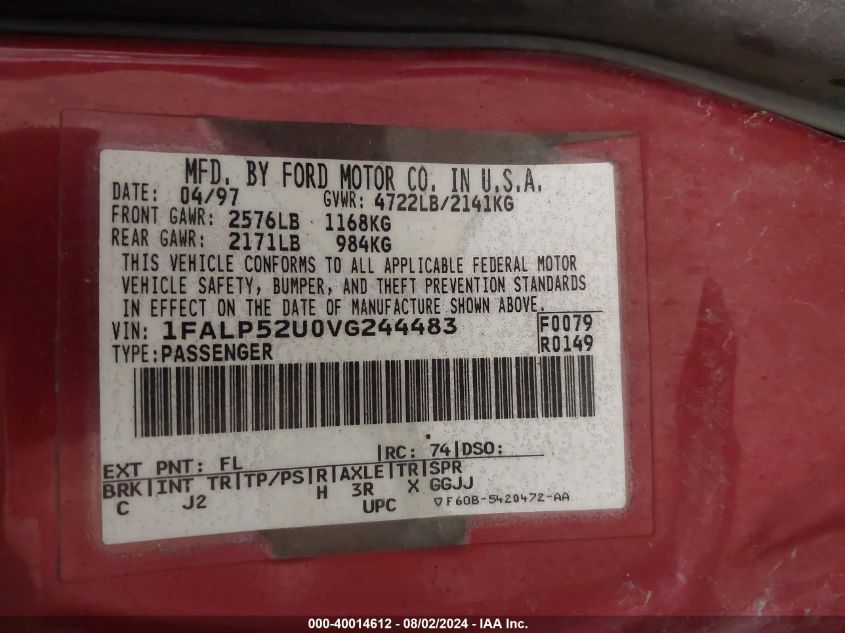 MFD. BY FORD MOTOR CO. IN U.S.A.
DATE: 04/97 GVWR: 4722LB/2141KG
FRONT GAWR: 2576LB 1168KG
REAR GAWR: 2171LB 984KG
THIS VEHICLE CONFORMS TO ALL APPLICABLE FEDERAL MOTOR
VEHICLE SAFETY, BUMPER, AND THEFT PREVENTION STANDARDS
IN EFFECT ON THE DATE OF MANUFACTURE SHOWN ABOVE.
VIN: 1FALP52U0VG244483 F0079
TYPE:PASSENGER R0149
EXT PNT: FL |RC: 74|DSO:
BRK|INT TR|TP/PS|R|AXLE|TR|SPR
C J2 H 3R X GGJJ
UPC ▽F60B-5420472-AA
000-40014612 - 08/02/2024 - IAA Inc.